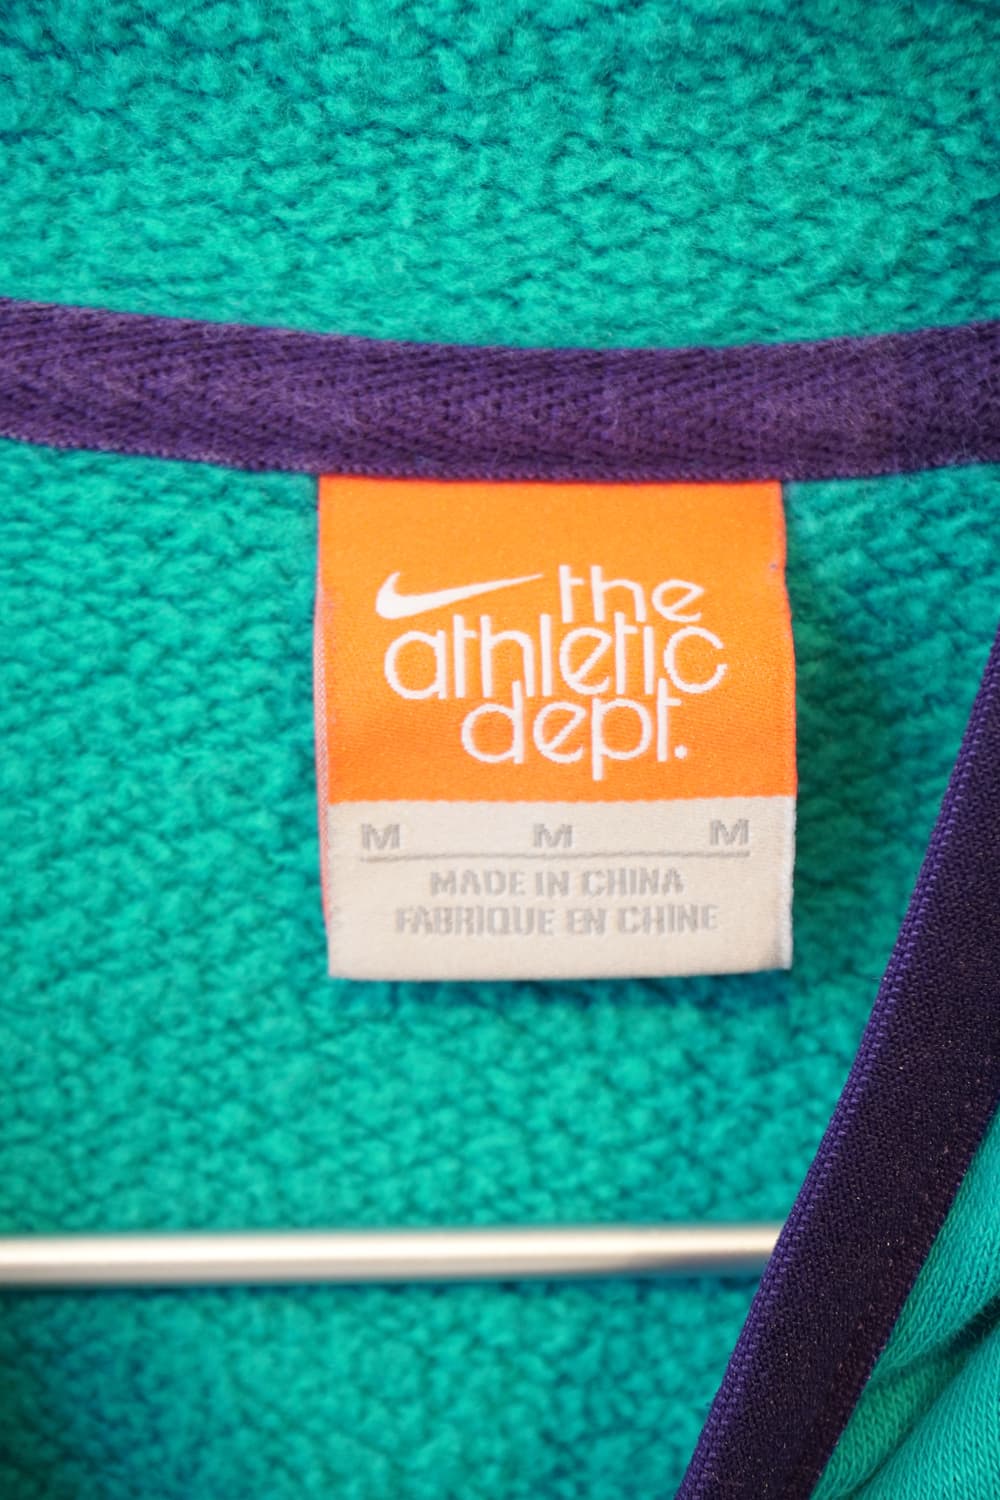 the
athletic
dept.
M M M
MADE IN CHINA
FABRIQUE EN CHINE